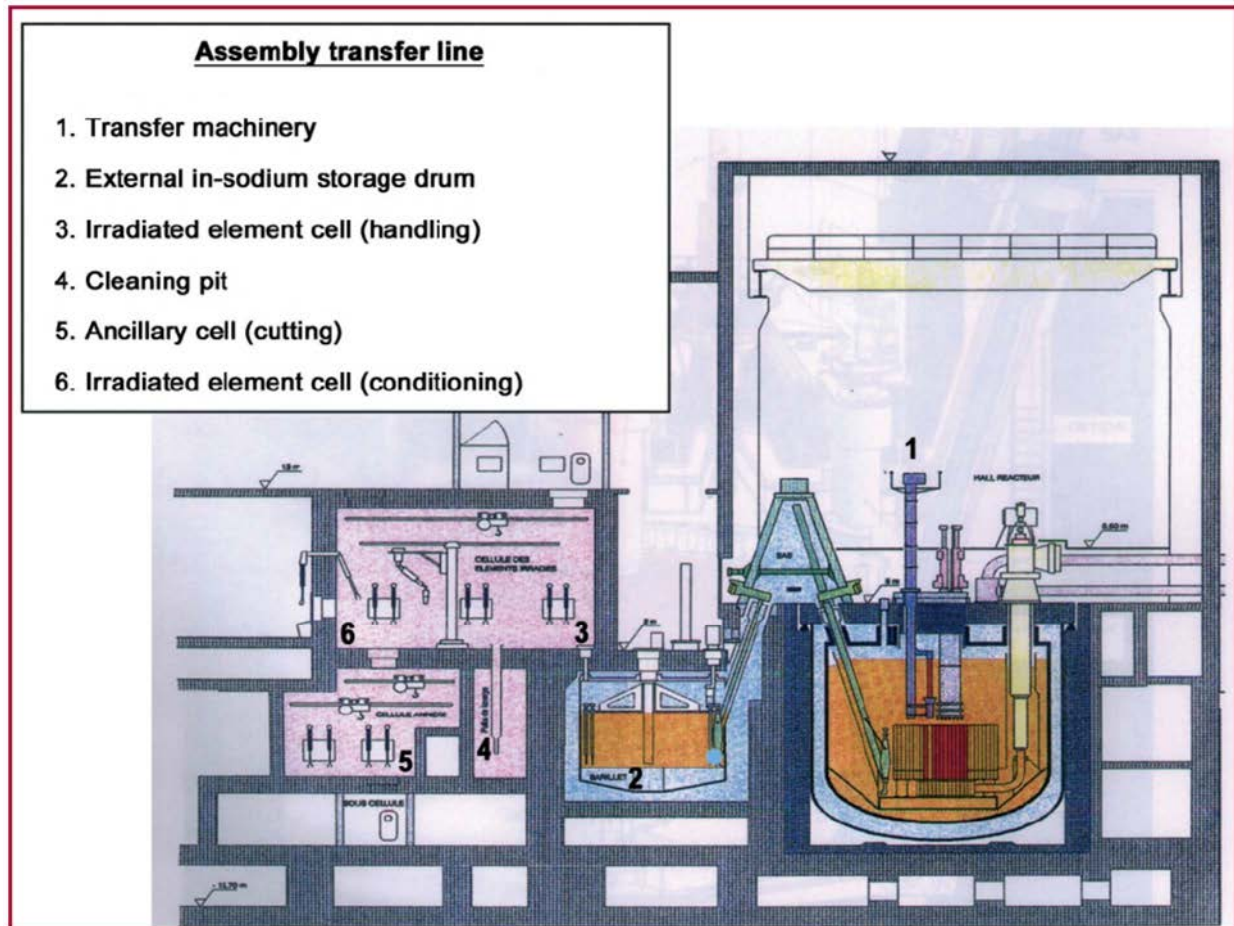 Assembly transfer line
1. Transfer machinery
2. External in-sodium storage drum
3. Irradiated element cell (handling)
4. Cleaning pit
5. Ancillary cell (cutting)
6. Irradiated element cell (conditioning)
1
HALL REACTEUR
SAS
CELLULE DES
ELEMENTS IRRADIES
6
3
CELLULE ANNEXE
5
4
BARILLET
2
SOUS CELLULE